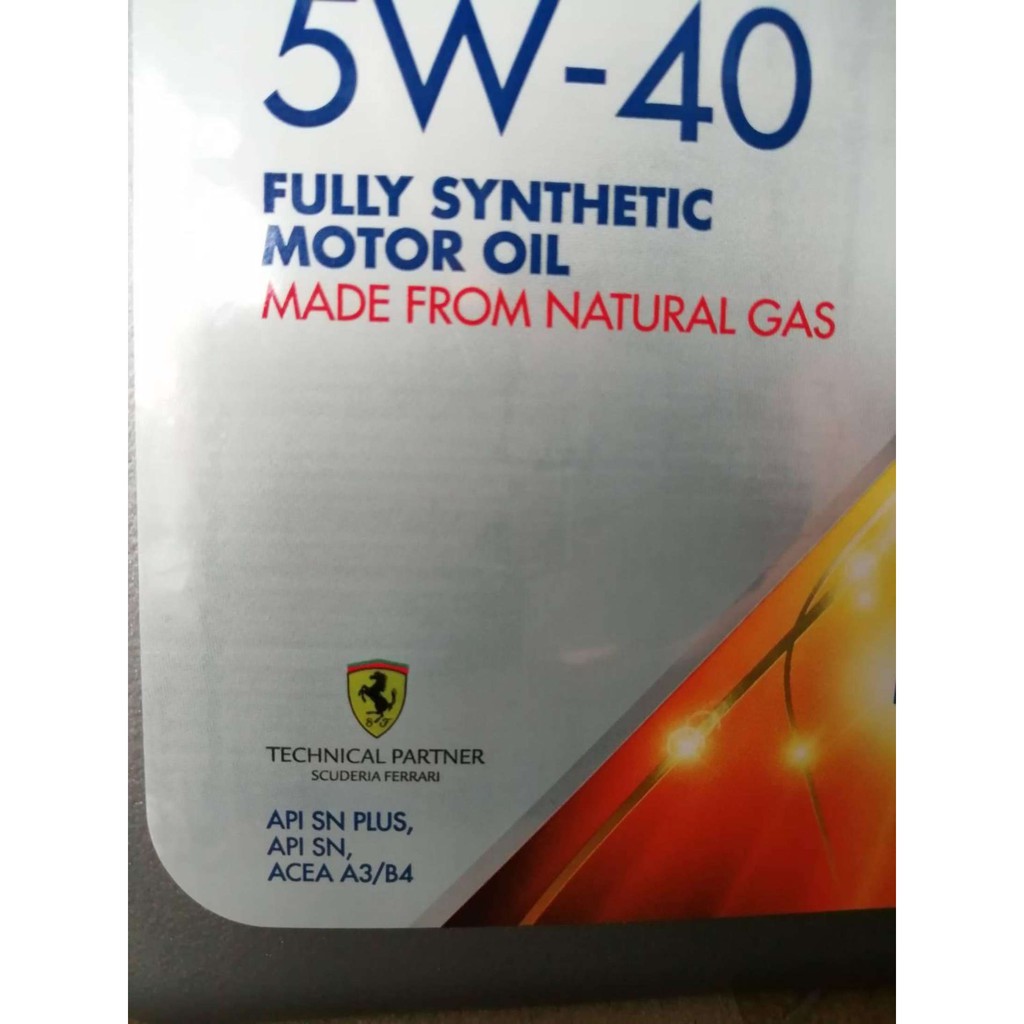 5W-40
FULLY SYNTHETIC
MOTOR OIL
MADE FROM NATURAL GAS
S F
TECHNICAL PARTNER
SCUDERIA FERRARI
API SN PLUS,
API SN,
ACEA A3/B4